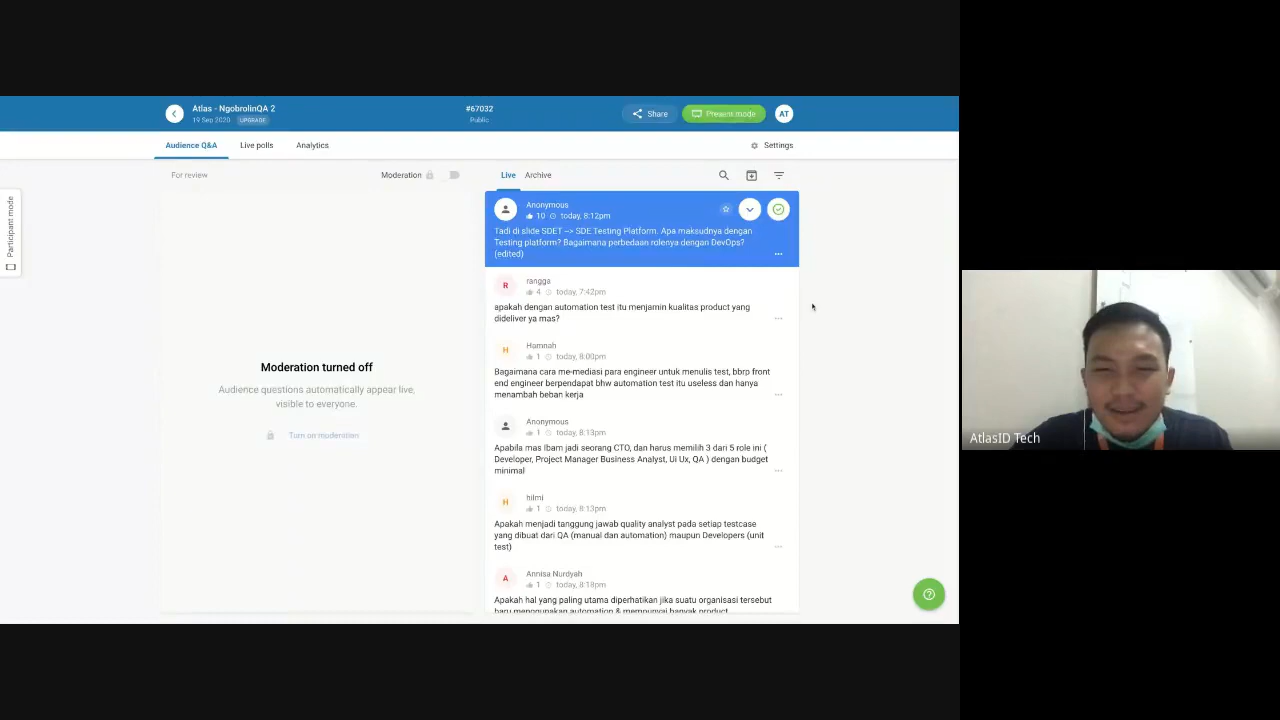 Atlas - NgobrolinQA 2
19 Sep 2020 UPGRADE
#67032
Public
Share
Present mode
AT
Audience Q&A
Live polls
Analytics
Settings
Participant mode
For review
Moderation
Live
Archive
Moderation turned off
Audience questions automatically appear live,
visible to everyone.
Turn on moderation
Anonymous
10 today, 8:12pm
Tadi di slide SDET --> SDE Testing Platform. Apa maksudnya dengan
Testing platform? Bagaimana perbedaan rolenya dengan DevOps?
(edited)
R
rangga
4 today, 7:42pm
apakah dengan automation test itu menjamin kualitas product yang
dideliver ya mas?
H
Hamnah
1 today, 8:00pm
Bagaimana cara me-mediasi para engineer untuk menulis test, bbrp front
end engineer berpendapat bhw automation test itu useless dan hanya
menambah beban kerja
Anonymous
1 today, 8:13pm
Apabila mas Ibam jadi seorang CTO, dan harus memilih 3 dari 5 role ini (
Developer, Project Manager Business Analyst, Ui Ux, QA ) dengan budget
minimal
H
hilmi
1 today, 8:13pm
Apakah menjadi tanggung jawab quality analyst pada setiap testcase
yang dibuat dari QA (manual dan automation) maupun Developers (unit
test)
A
Annisa Nurdyah
1 today, 8:18pm
Apakah hal yang paling utama diperhatikan jika suatu organisasi tersebut
baru menggunakan automation & mempunyai banyak product
AtlasID Tech